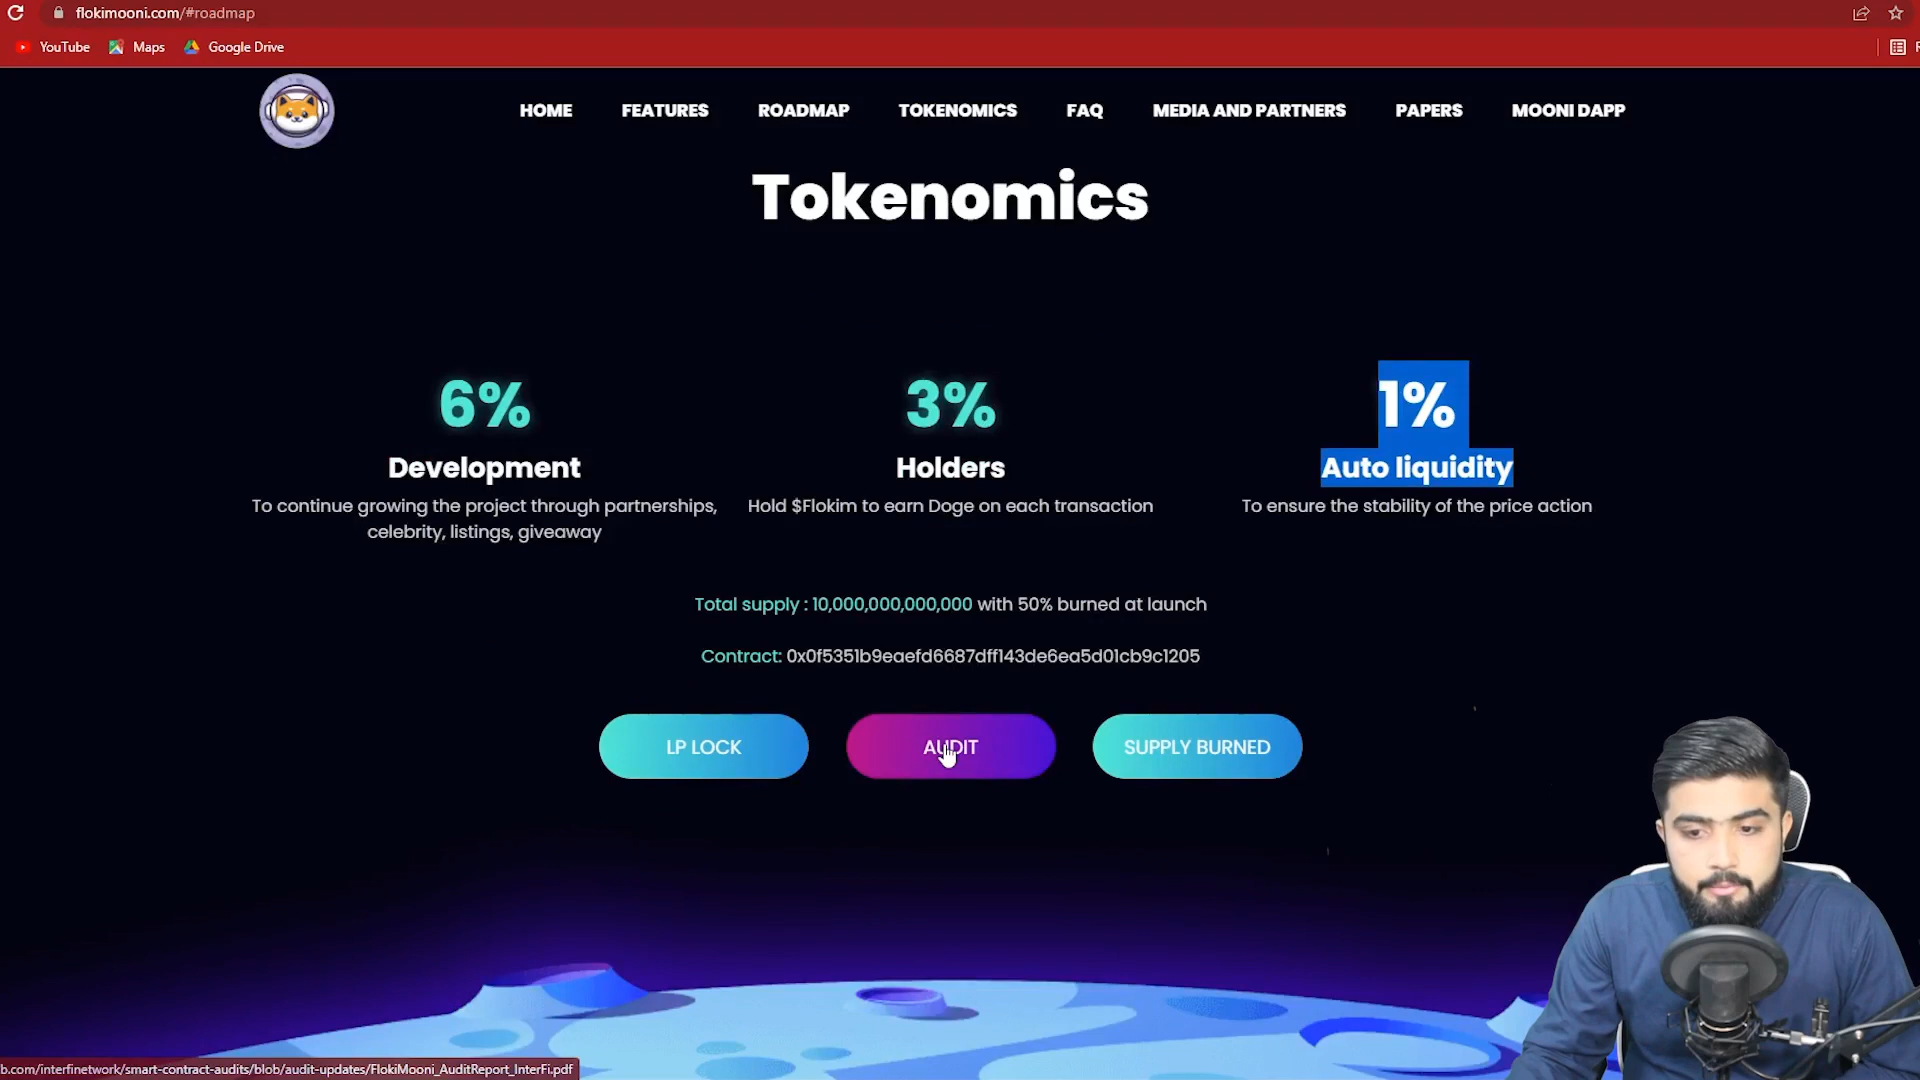 flokimooni.com/#roadmap
YouTube
Maps
Google Drive
HOME
FEATURES
ROADMAP
TOKENOMICS
FAQ
MEDIA AND PARTNERS
PAPERS
MOONI DAPP
Tokenomics
6%
Development
To continue growing the project through partnerships,
celebrity, listings, giveaway
3%
Holders
Hold $Flokim to earn Doge on each transaction
1%
Auto liquidity
To ensure the stability of the price action
Total supply : 10,000,000,000,000 with 50% burned at launch
Contract: 0x0f5351b9eaefd6687dff143de6ea5d01cb9c1205
LP LOCK
AUDIT
SUPPLY BURNED
b.com/interfinetwork/smart-contract-audits/blob/audit-updates/FlokiMooni_AuditReport_InterFi.pdf